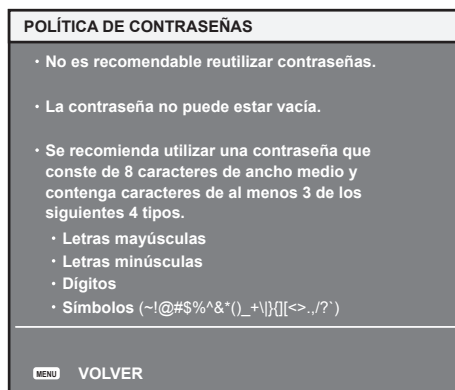 POLÍTICA DE CONTRASEÑAS
· No es recomendable reutilizar contraseñas.
· La contraseña no puede estar vacía.
· Se recomienda utilizar una contraseña que
conste de 8 caracteres de ancho medio y
contenga caracteres de al menos 3 de los
siguientes 4 tipos.
· Letras mayúsculas
· Letras minúsculas
· Dígitos
· Símbolos (~!@#$%^&*()_+\|}{[][<>.,/?`)
MENU VOLVER